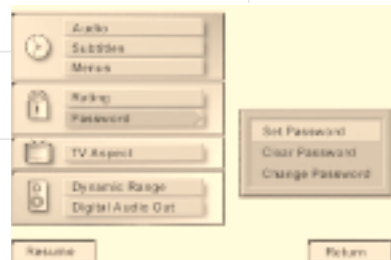 Audio
Subtitles
Menus
Rating
Password
TV Aspect
Dynamic Range
Digital Audio Out
Set Password
Clear Password
Change Password
Resume
Return